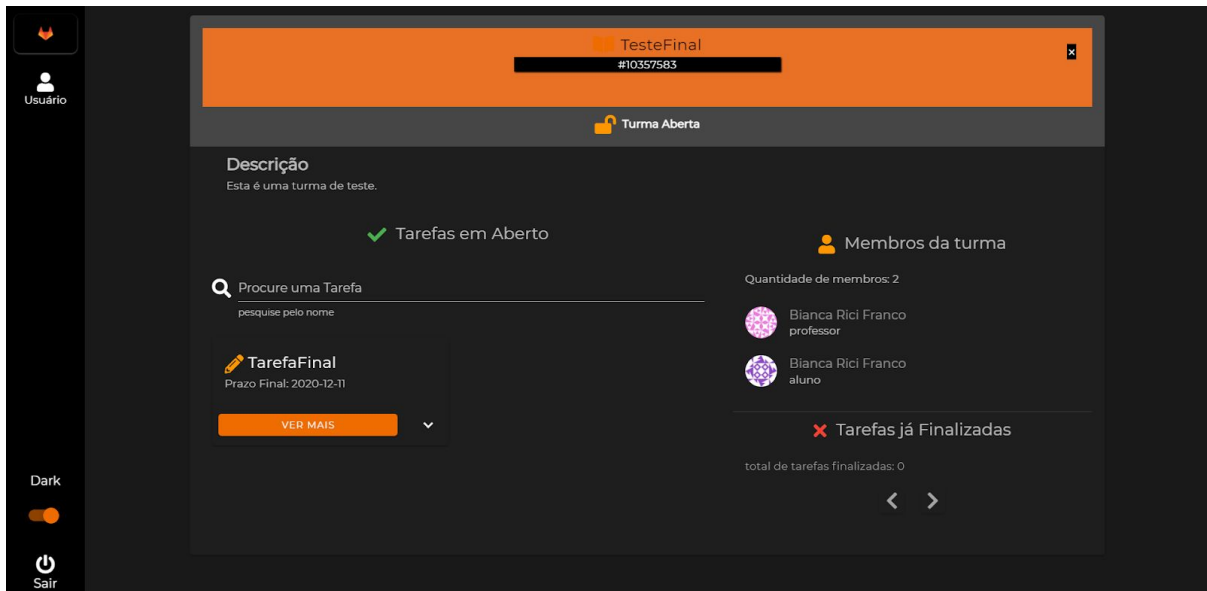 Usuário
Dark
Sair
TesteFinal
#10357583
Turma Aberta
Descrição
Esta é uma turma de teste.
Tarefas em Aberto
Procure uma Tarefa
pesquise pelo nome
TarefaFinal
Prazo Final: 2020-12-11
VER MAIS
Membros da turma
Quantidade de membros: 2
Bianca Rici Franco
professor
Bianca Rici Franco
aluno
Tarefas já Finalizadas
total de tarefas finalizadas: 0